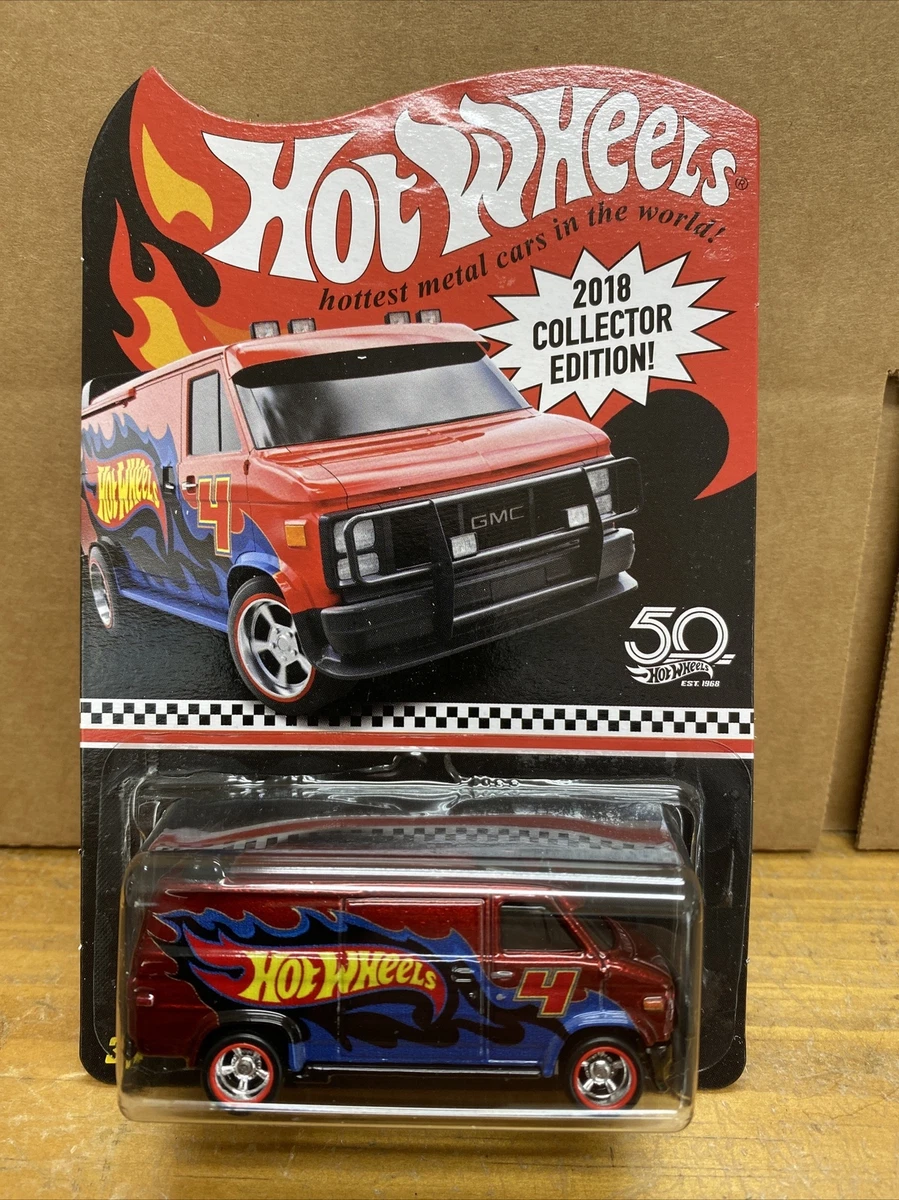 HOT WHEELS®
hottest metal cars in the world!
2018
COLLECTOR
EDITION!
HOT WHEELS
4
GMC
50
HOT WHEELS
EST. 1968
HOT WHEELS
4